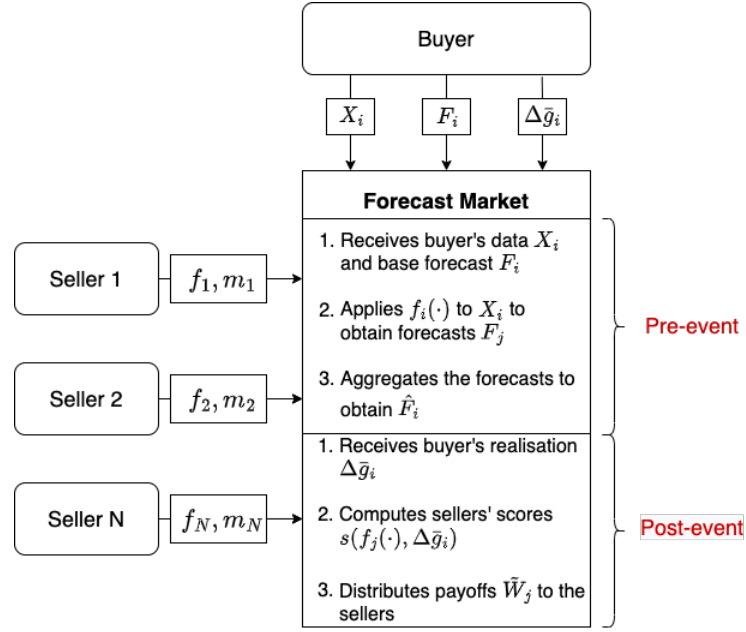 Buyer
X_i
F_i
Δḡ_i
Forecast Market
1. Receives buyer's data X_i
and base forecast F_i
2. Applies f_i(·) to X_i to
obtain forecasts F_j
3. Aggregates the forecasts to
obtain F̂_i
Pre-event
Seller 1
f_1, m_1
Seller 2
f_2, m_2
Seller N
f_N, m_N
1. Receives buyer's realisation
Δḡ_i
2. Computes sellers' scores
s(f_j(·), Δḡ_i)
3. Distributes payoffs W̃_j to the
sellers
Post-event